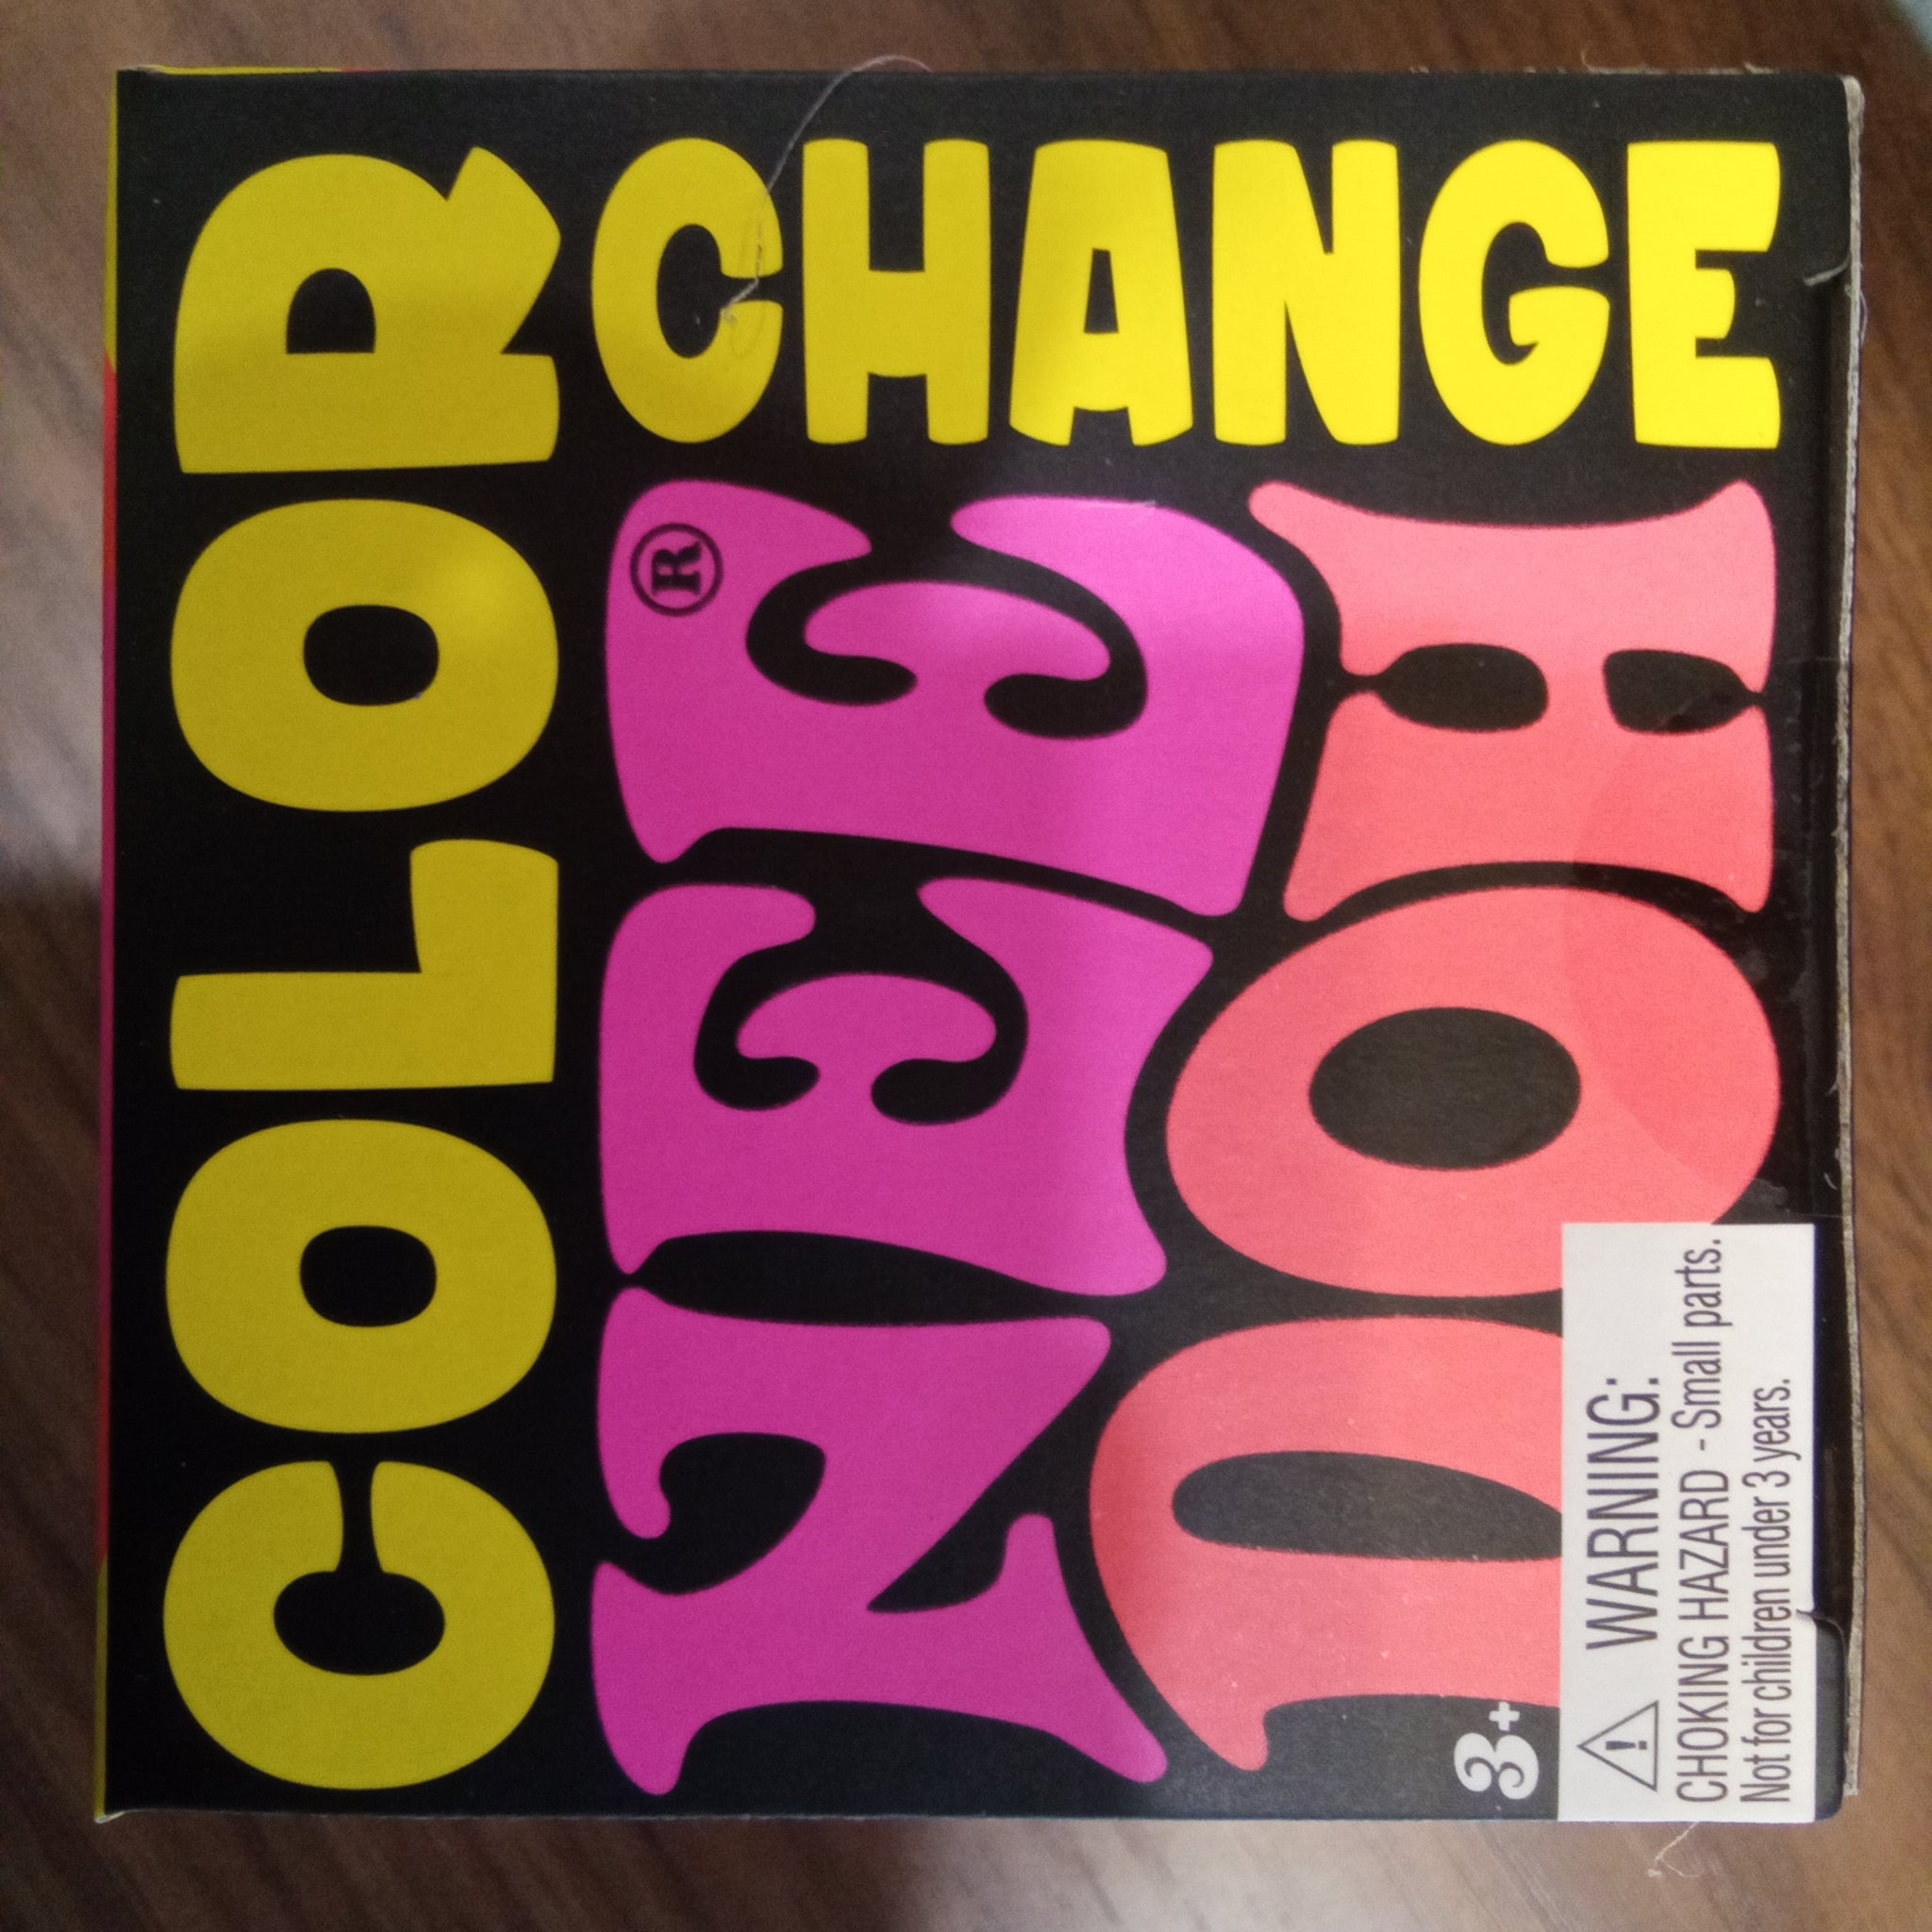 COLOR
CHANGE
NEE®
DOH
3+
⚠ WARNING:
CHOKING HAZARD - Small parts.
Not for children under 3 years.